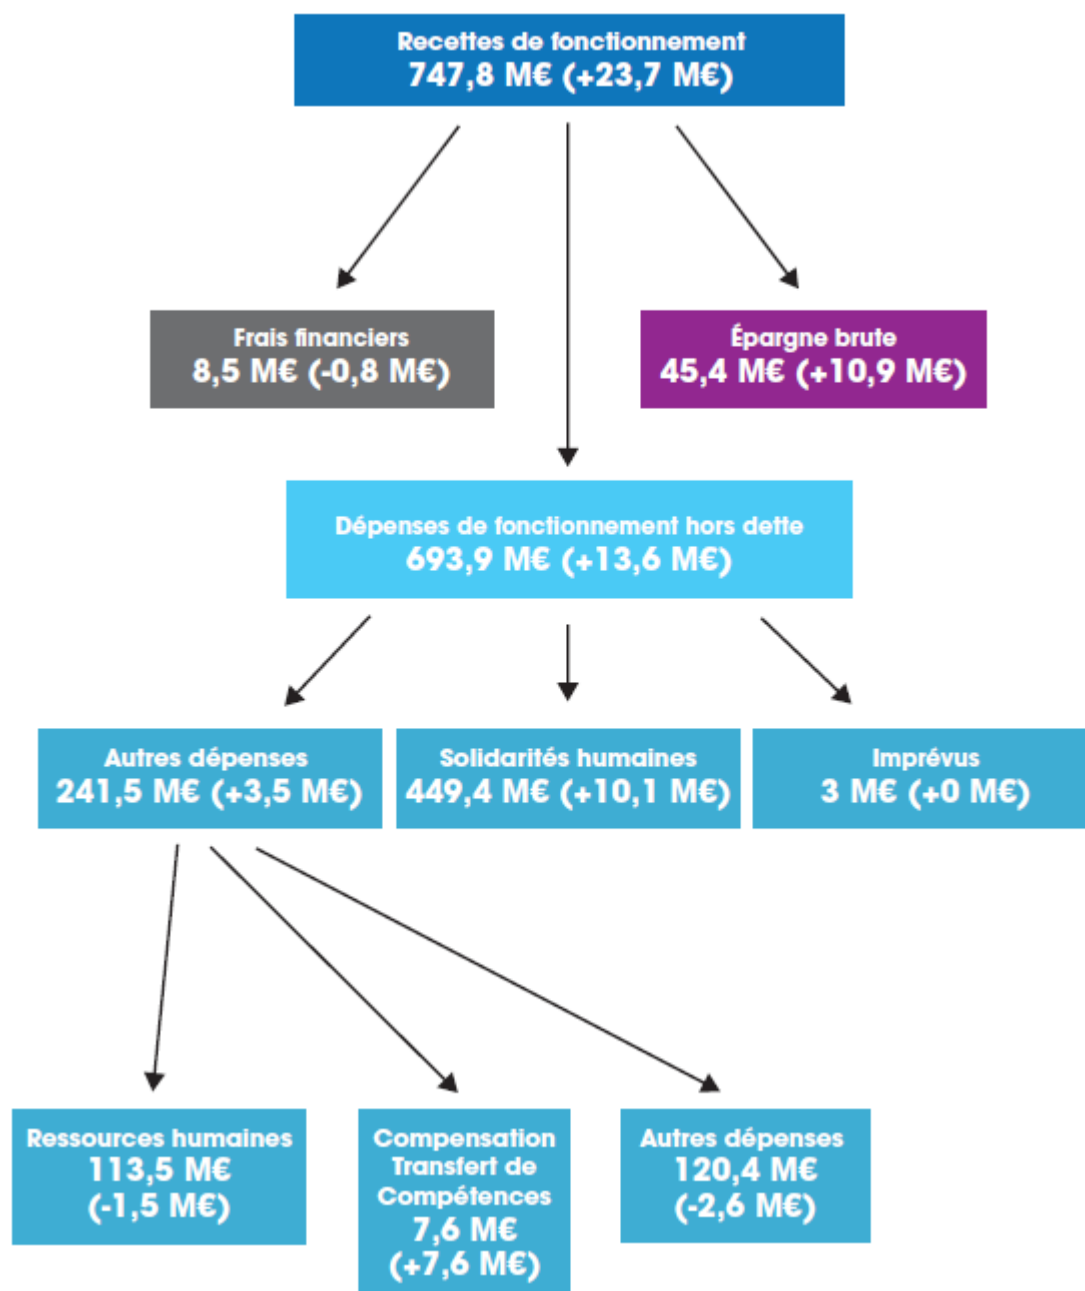 Recettes de fonctionnement
747,8 M€ (+23,7 M€)
Frais financiers
8,5 M€ (-0,8 M€)
Épargne brute
45,4 M€ (+10,9 M€)
Dépenses de fonctionnement hors dette
693,9 M€ (+13,6 M€)
Autres dépenses
241,5 M€ (+3,5 M€)
Solidarités humaines
449,4 M€ (+10,1 M€)
Imprévus
3 M€ (+0 M€)
Ressources humaines
113,5 M€
(-1,5 M€)
Compensation
Transfert de
Compétences
7,6 M€
(+7,6 M€)
Autres dépenses
120,4 M€
(-2,6 M€)